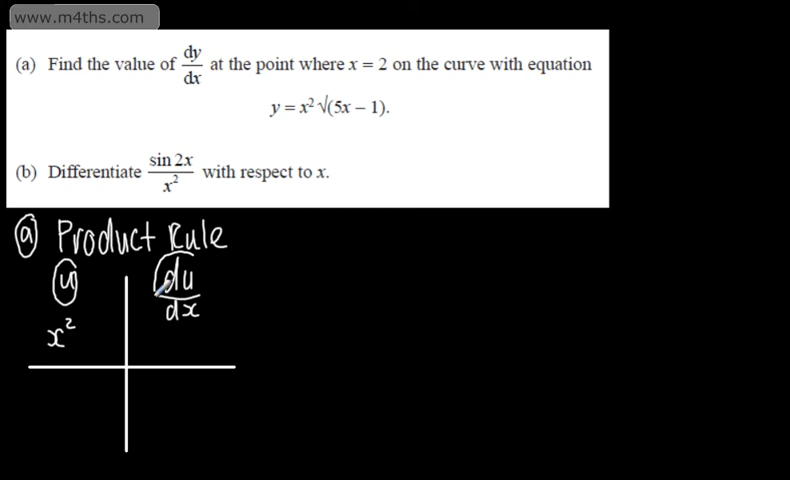 www.m4ths.com
(a) Find the value of dy/dx at the point where x = 2 on the curve with equation
y = x² √(5x – 1).
(b) Differentiate sin 2x/x² with respect to x.
(a) Product Rule
u du/dx
x²